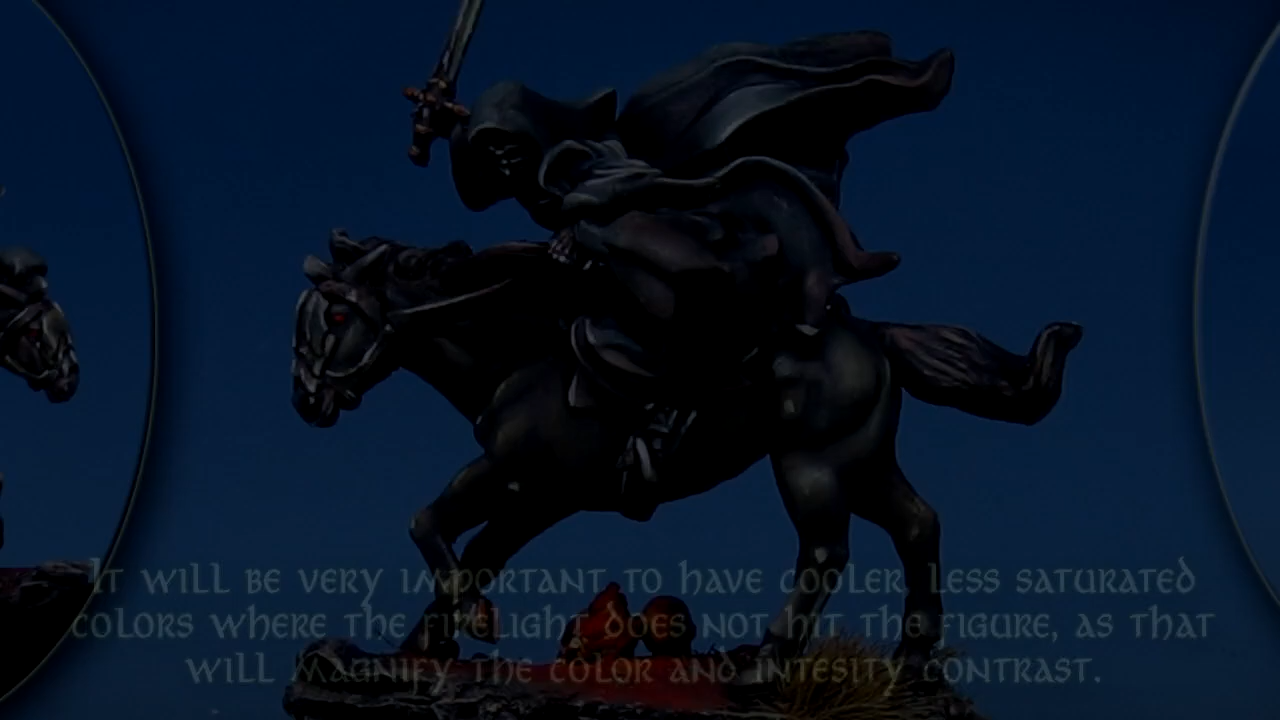 It will be very important to have cooler, less saturated
colors where the firelight does not hit the figure, as that
will magnify the color and intesity contrast.